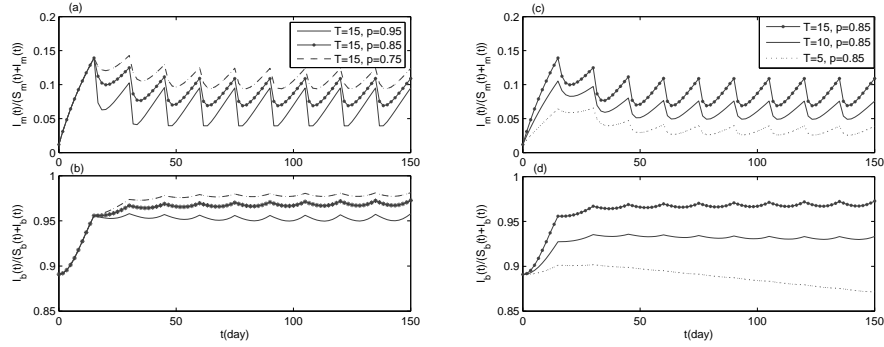 (a)
0.2
0.15
0.1
0.05
0
I_m(t)/(S_m(t)+I_m(t))
T=15, p=0.95
T=15, p=0.85
T=15, p=0.75
0
50
100
150
(b)
1
0.95
0.9
0.85
I_b(t)/(S_b(t)+I_b(t))
0
50
100
150
t(day)
(c)
0.2
0.15
0.1
0.05
0
I_m(t)/(S_m(t)+I_m(t))
T=15, p=0.85
T=10, p=0.85
T=5, p=0.85
0
50
100
150
(d)
1
0.95
0.9
0.85
I_b(t)/(S_b(t)+I_b(t))
0
50
100
150
t(day)